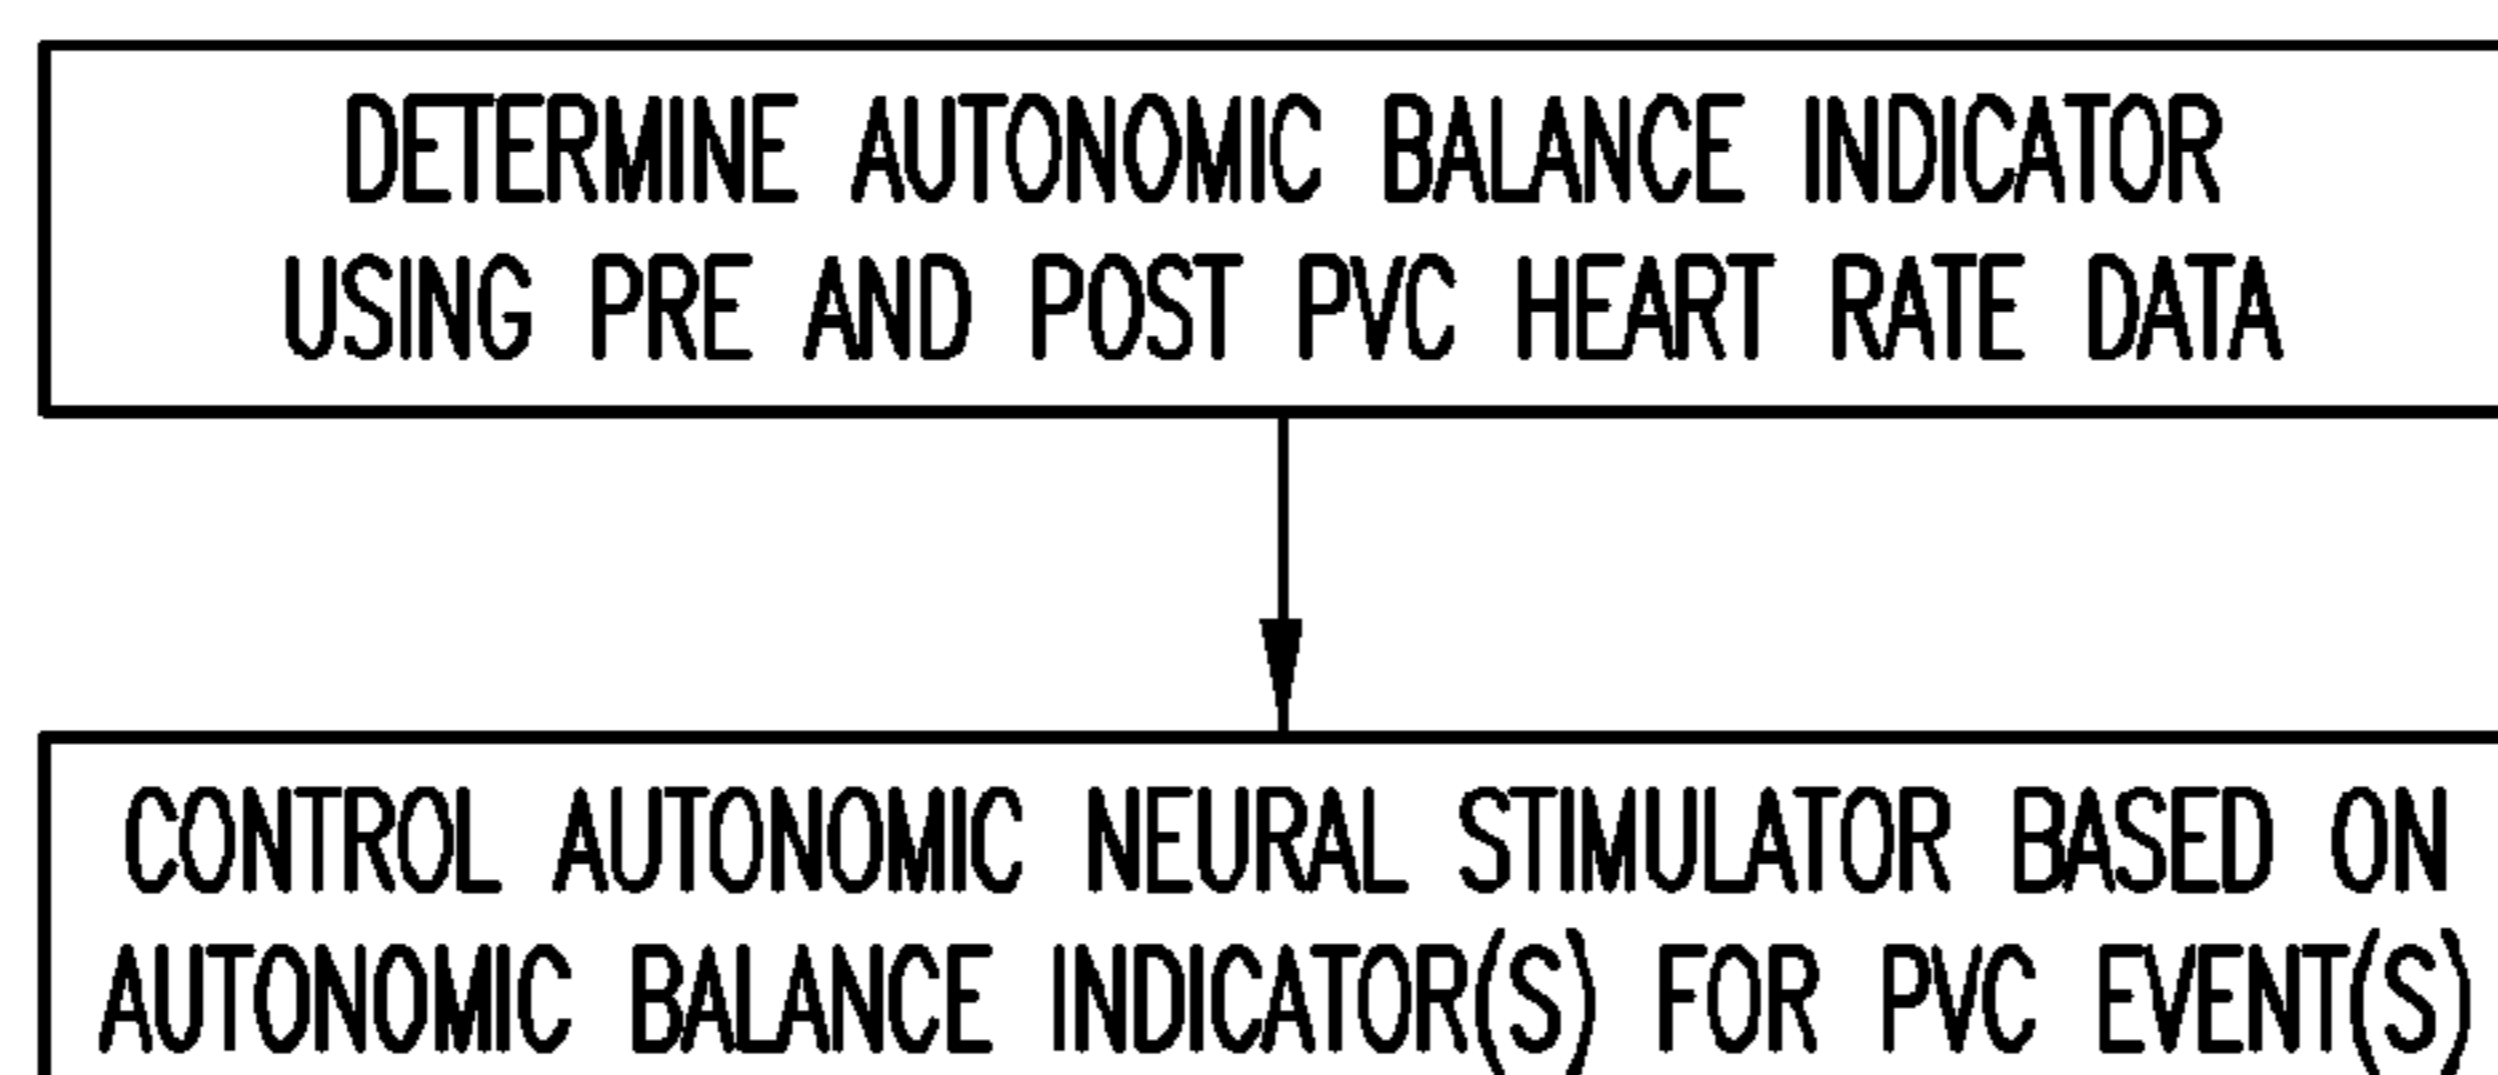 DETERMINE AUTONOMIC BALANCE INDICATOR
USING PRE AND POST PVC HEART RATE DATA
CONTROL AUTONOMIC NEURAL STIMULATOR BASED ON
AUTONOMIC BALANCE INDICATOR(S) FOR PVC EVENT(S)